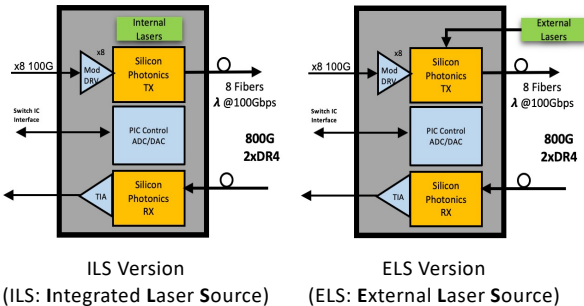 Internal
Lasers
x8 100G
x8
Mod
DRV
Silicon
Photonics
TX
8 Fibers
λ @100Gbps
Switch IC
Interface
PIC Control
ADC/DAC
800G
2xDR4
TIA
Silicon
Photonics
RX
ILS Version
(ILS: Integrated Laser Source)
External
Lasers
x8 100G
x8
Mod
DRV
Silicon
Photonics
TX
8 Fibers
λ @100Gbps
Switch IC
Interface
PIC Control
ADC/DAC
800G
2xDR4
TIA
Silicon
Photonics
RX
ELS Version
(ELS: External Laser Source)